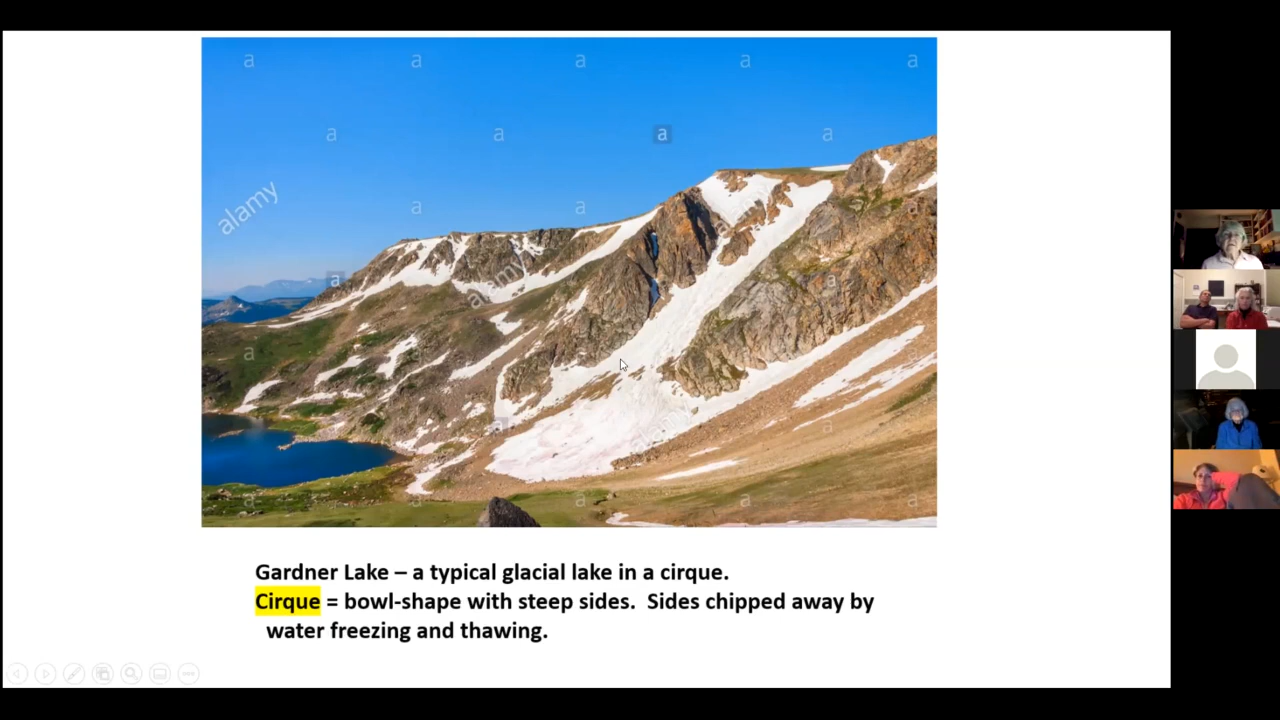 a a a a a
a a a a
alamy
a a a
a alamy
a
a
a
a
a a a a
Gardner Lake – a typical glacial lake in a cirque.
Cirque = bowl-shape with steep sides.  Sides chipped away by
water freezing and thawing.